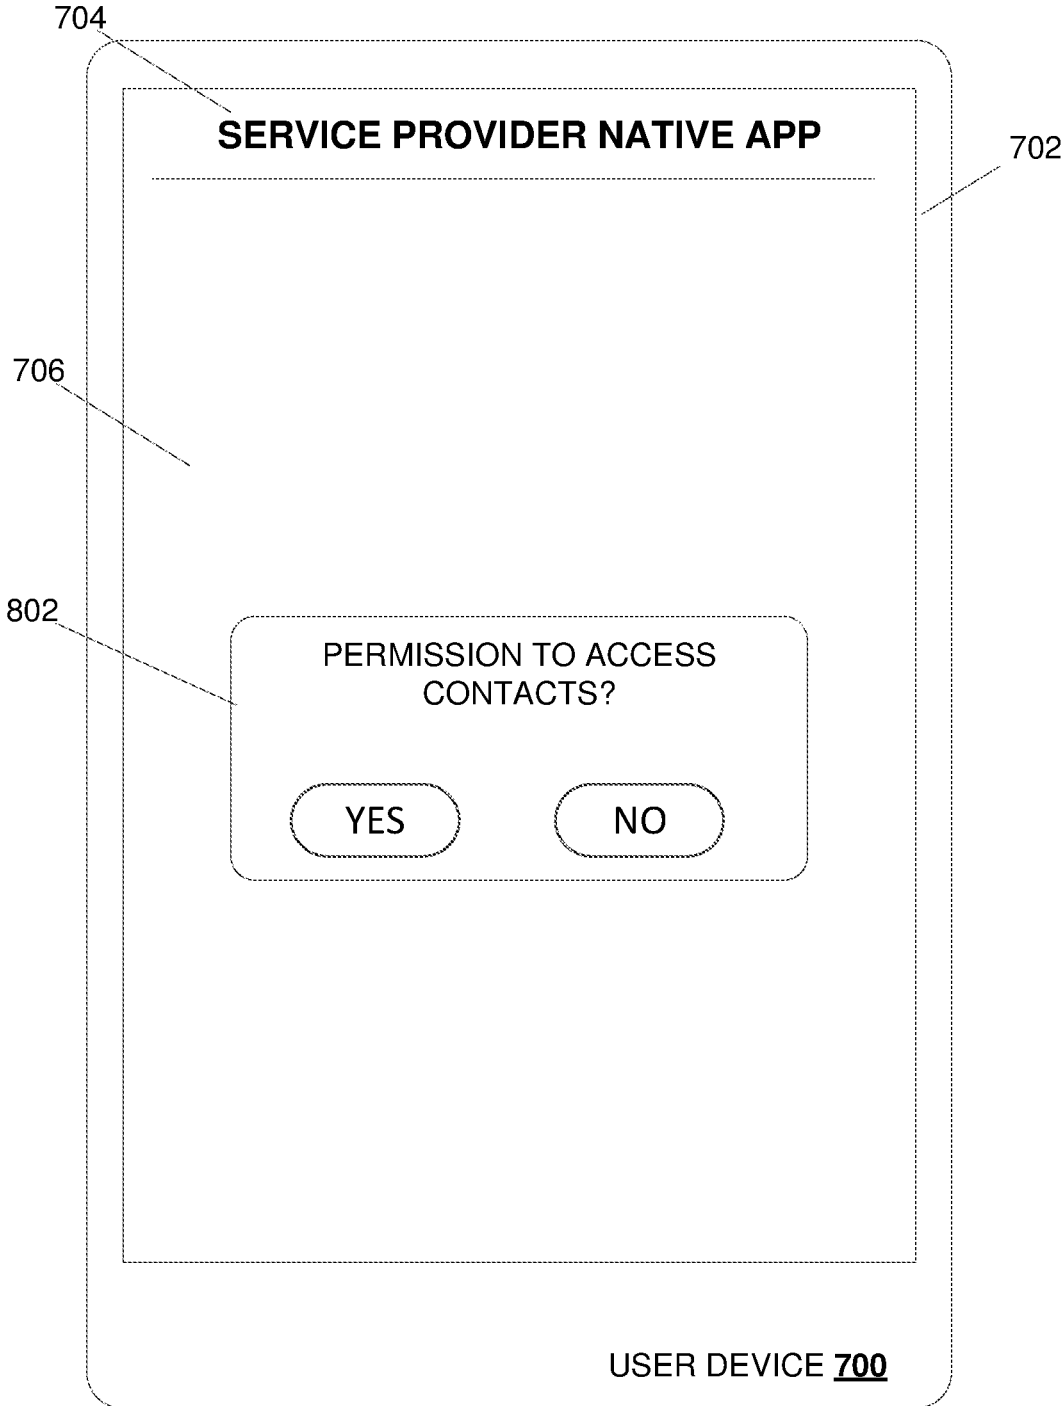 704
SERVICE PROVIDER NATIVE APP
702
706
802
PERMISSION TO ACCESS
CONTACTS?
YES
NO
USER DEVICE 700